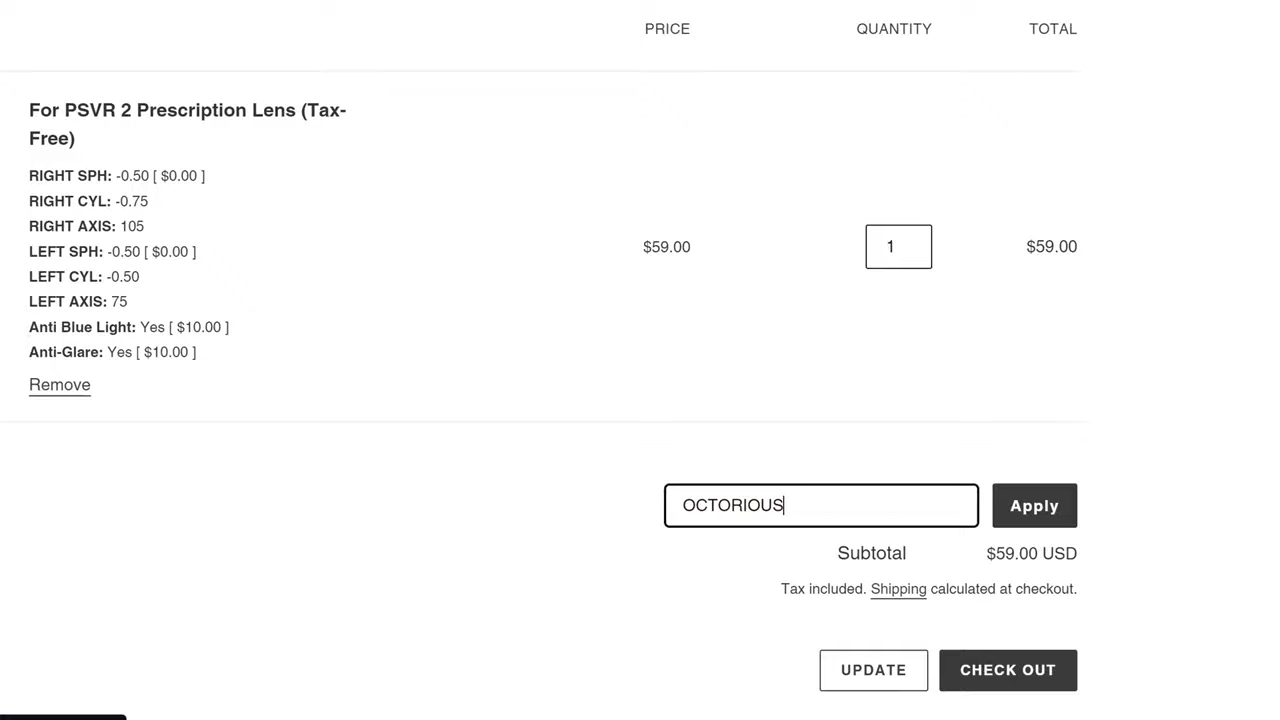 PRICE QUANTITY TOTAL
For PSVR 2 Prescription Lens (Tax-
Free)
RIGHT SPH: -0.50 [ $0.00 ]
RIGHT CYL: -0.75
RIGHT AXIS: 105
LEFT SPH: -0.50 [ $0.00 ]
LEFT CYL: -0.50
LEFT AXIS: 75
Anti Blue Light: Yes [ $10.00 ]
Anti-Glare: Yes [ $10.00 ]
Remove
$59.00 1 $59.00
OCTORIOUS Apply
Subtotal $59.00 USD
Tax included. Shipping calculated at checkout.
UPDATE CHECK OUT